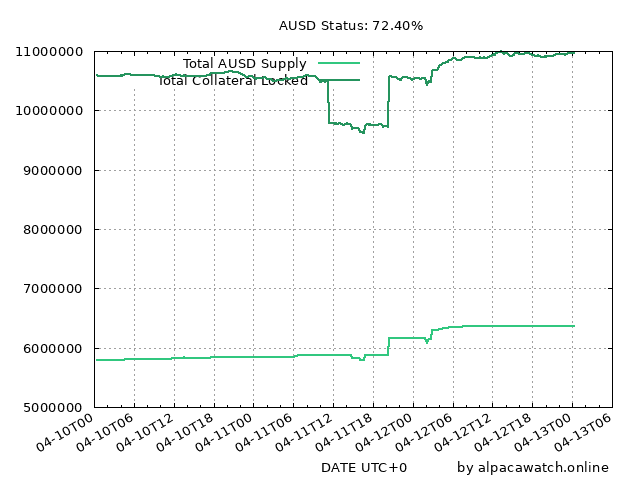 AUSD Status: 72.40%
11000000
10000000
9000000
8000000
7000000
6000000
5000000
Total AUSD Supply
Total Collateral Locked
04-10T00
04-10T06
04-10T12
04-10T18
04-11T00
04-11T06
04-11T12
04-11T18
04-12T00
04-12T06
04-12T12
04-12T18
04-13T00
04-13T06
DATE UTC+0
by alpacawatch.online